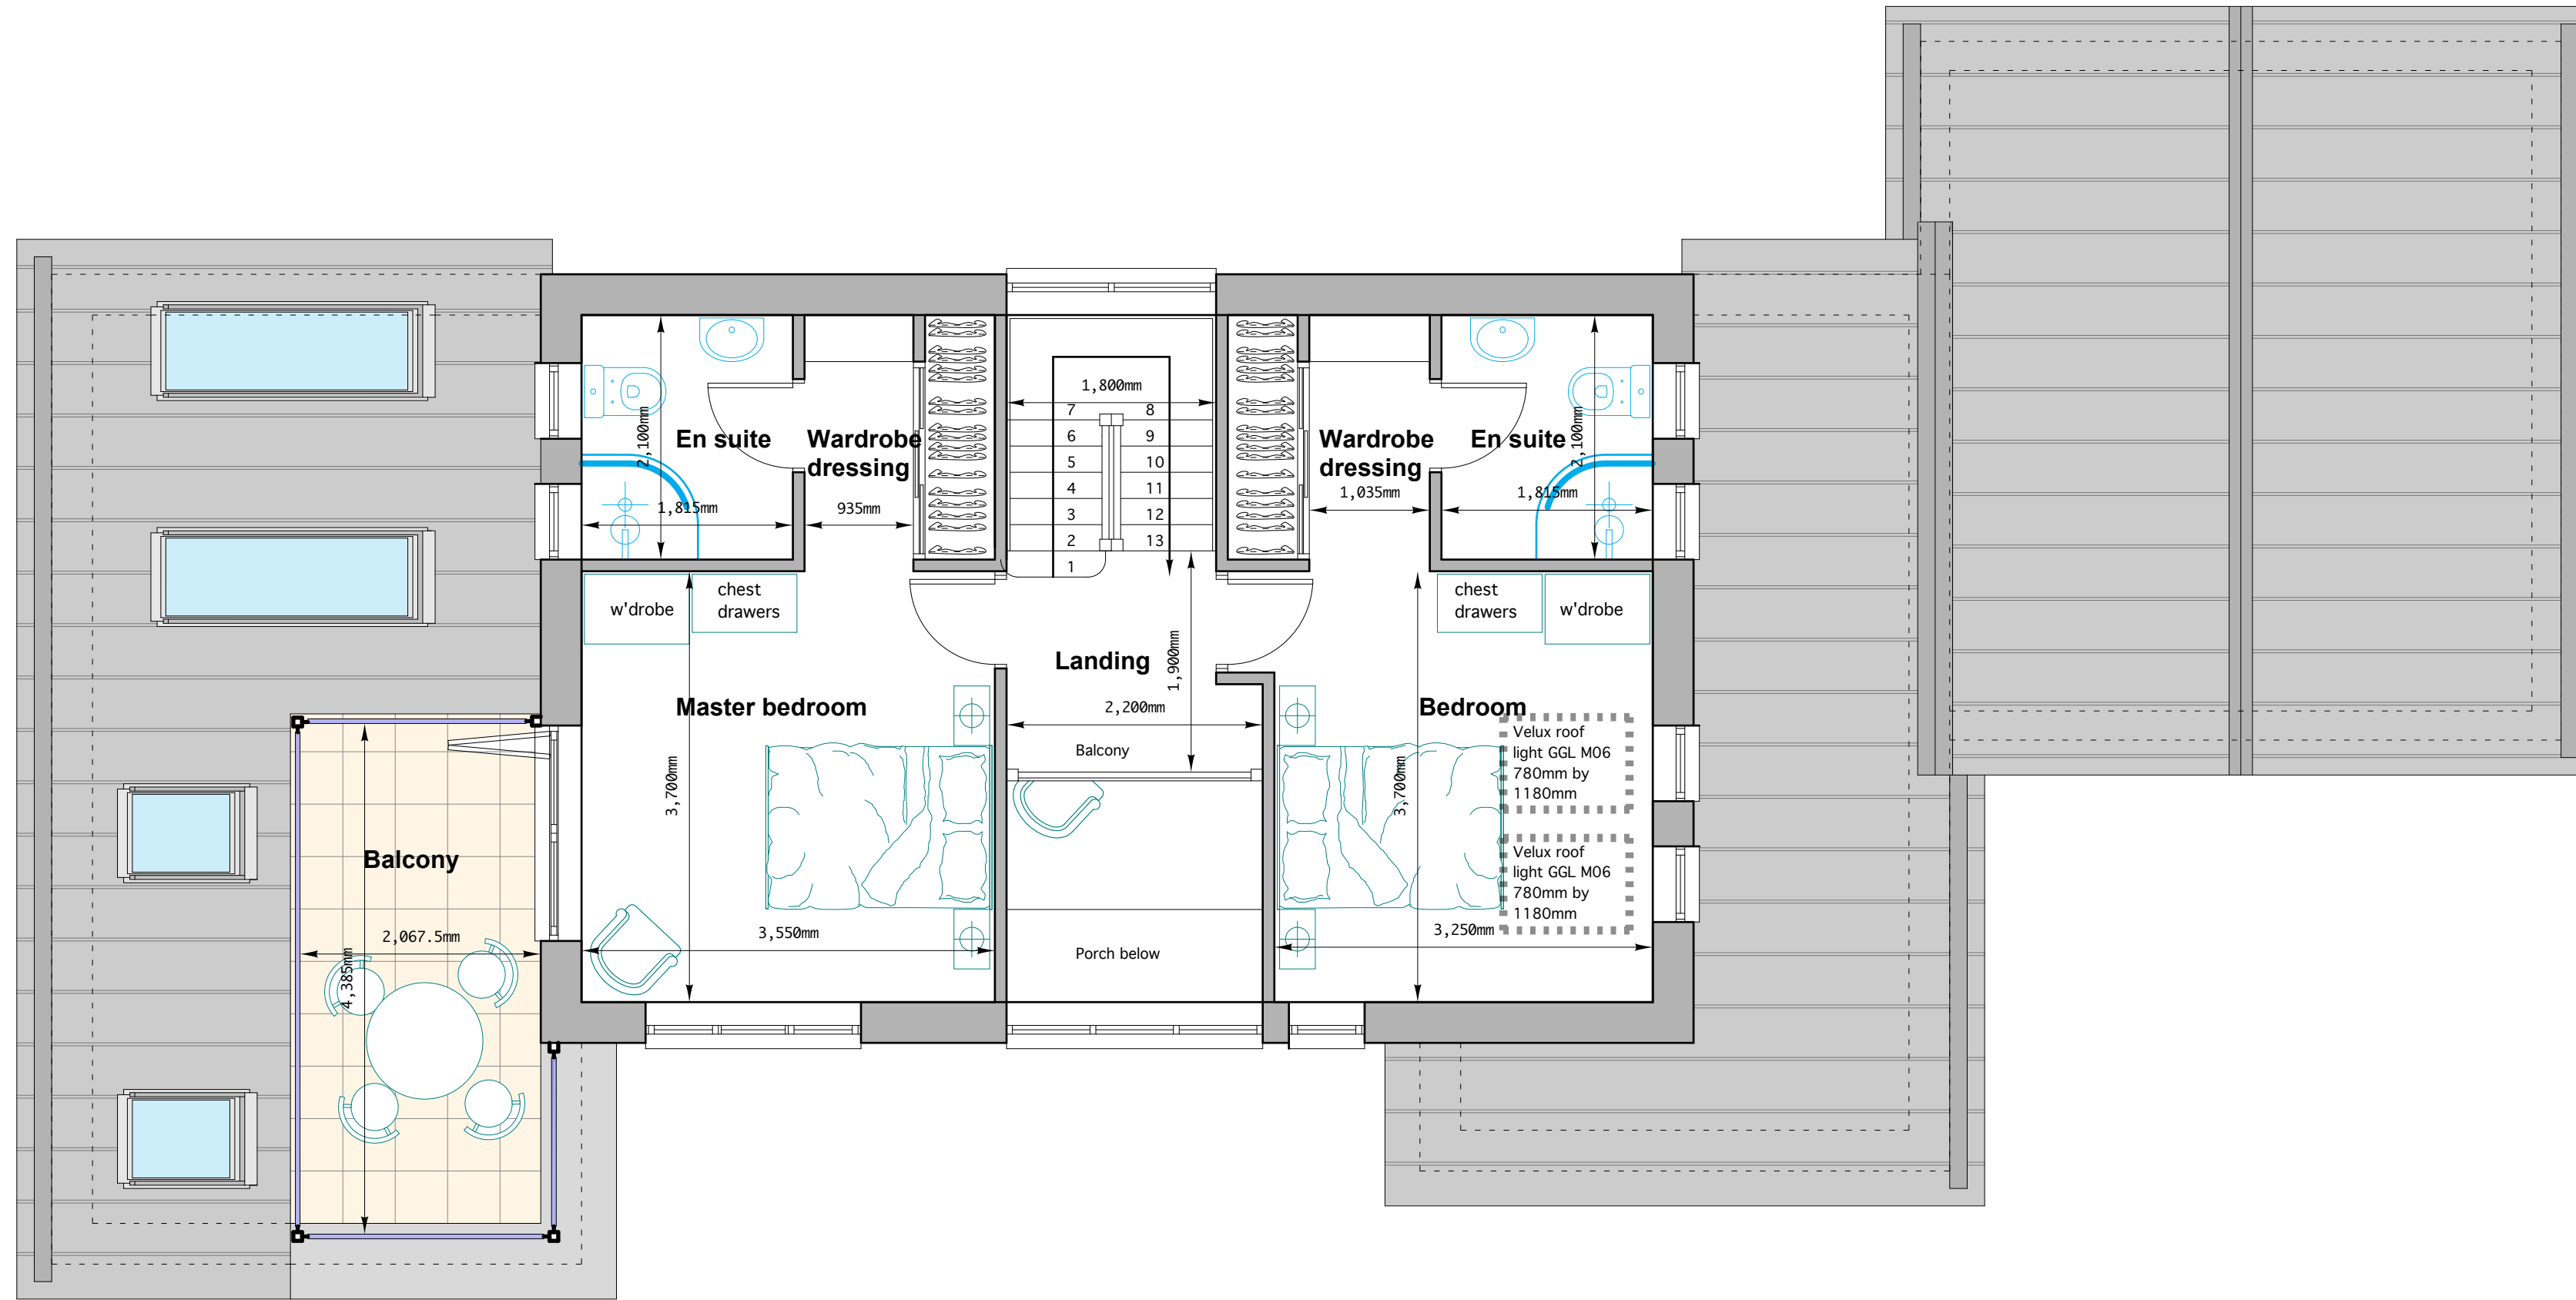 1,800mm
7 8
6 9
5 10
4 11
3 12
2 13
1
2,100mm
En suite
Wardrobe
dressing
1,815mm
935mm
Wardrobe
dressing
En suite
2,100mm
1,035mm
1,815mm
w'drobe
chest
drawers
chest
drawers
w'drobe
Landing
1,900mm
2,200mm
Balcony
Master bedroom
3,700mm
3,550mm
Bedroom
3,700mm
Velux roof
light GGL M06
780mm by
1180mm
Velux roof
light GGL M06
780mm by
1180mm
3,250mm
Porch below
Balcony
2,067.5mm
4,385mm